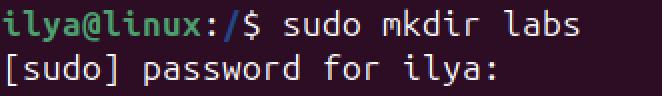 ilya@linux:/$ sudo mkdir labs
[sudo] password for ilya: